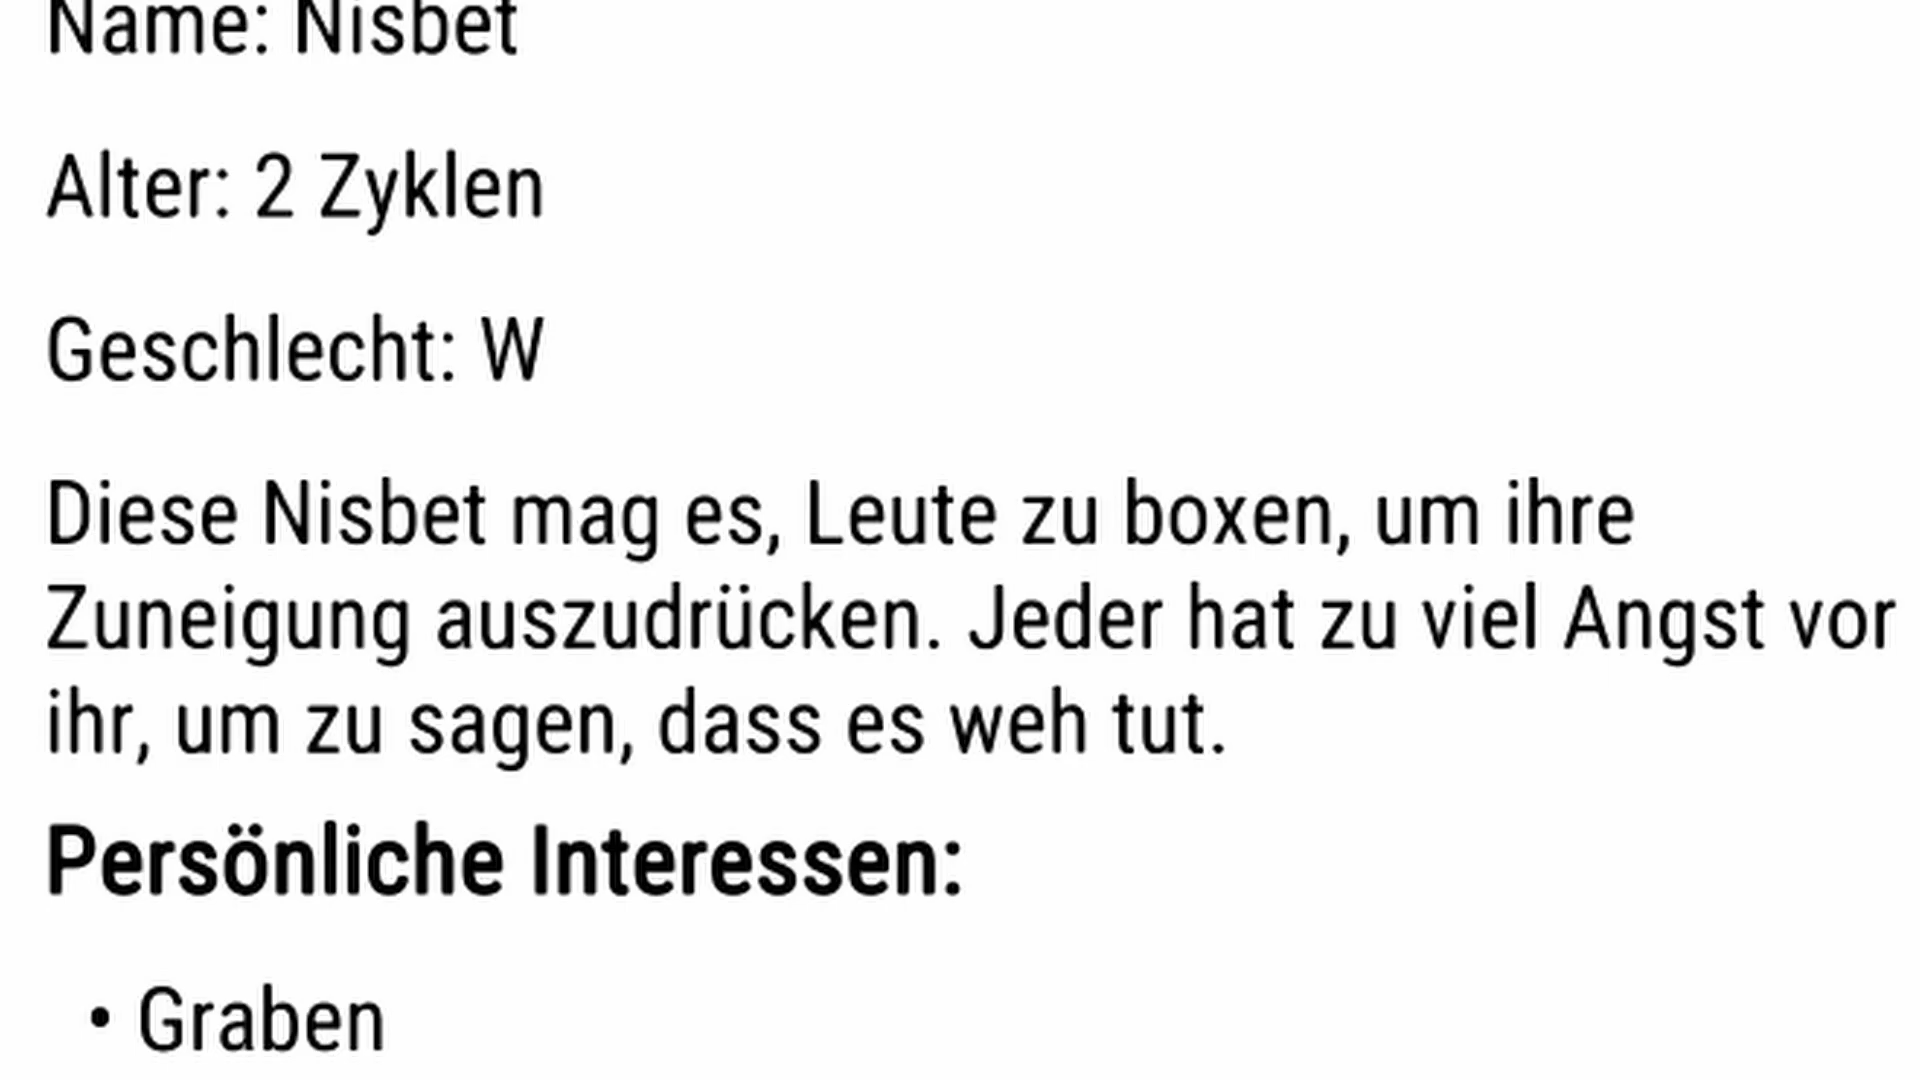 Name: Nisbet
Alter: 2 Zyklen
Geschlecht: W
Diese Nisbet mag es, Leute zu boxen, um ihre
Zuneigung auszudrücken. Jeder hat zu viel Angst vor
ihr, um zu sagen, dass es weh tut.
Persönliche Interessen:
• Graben